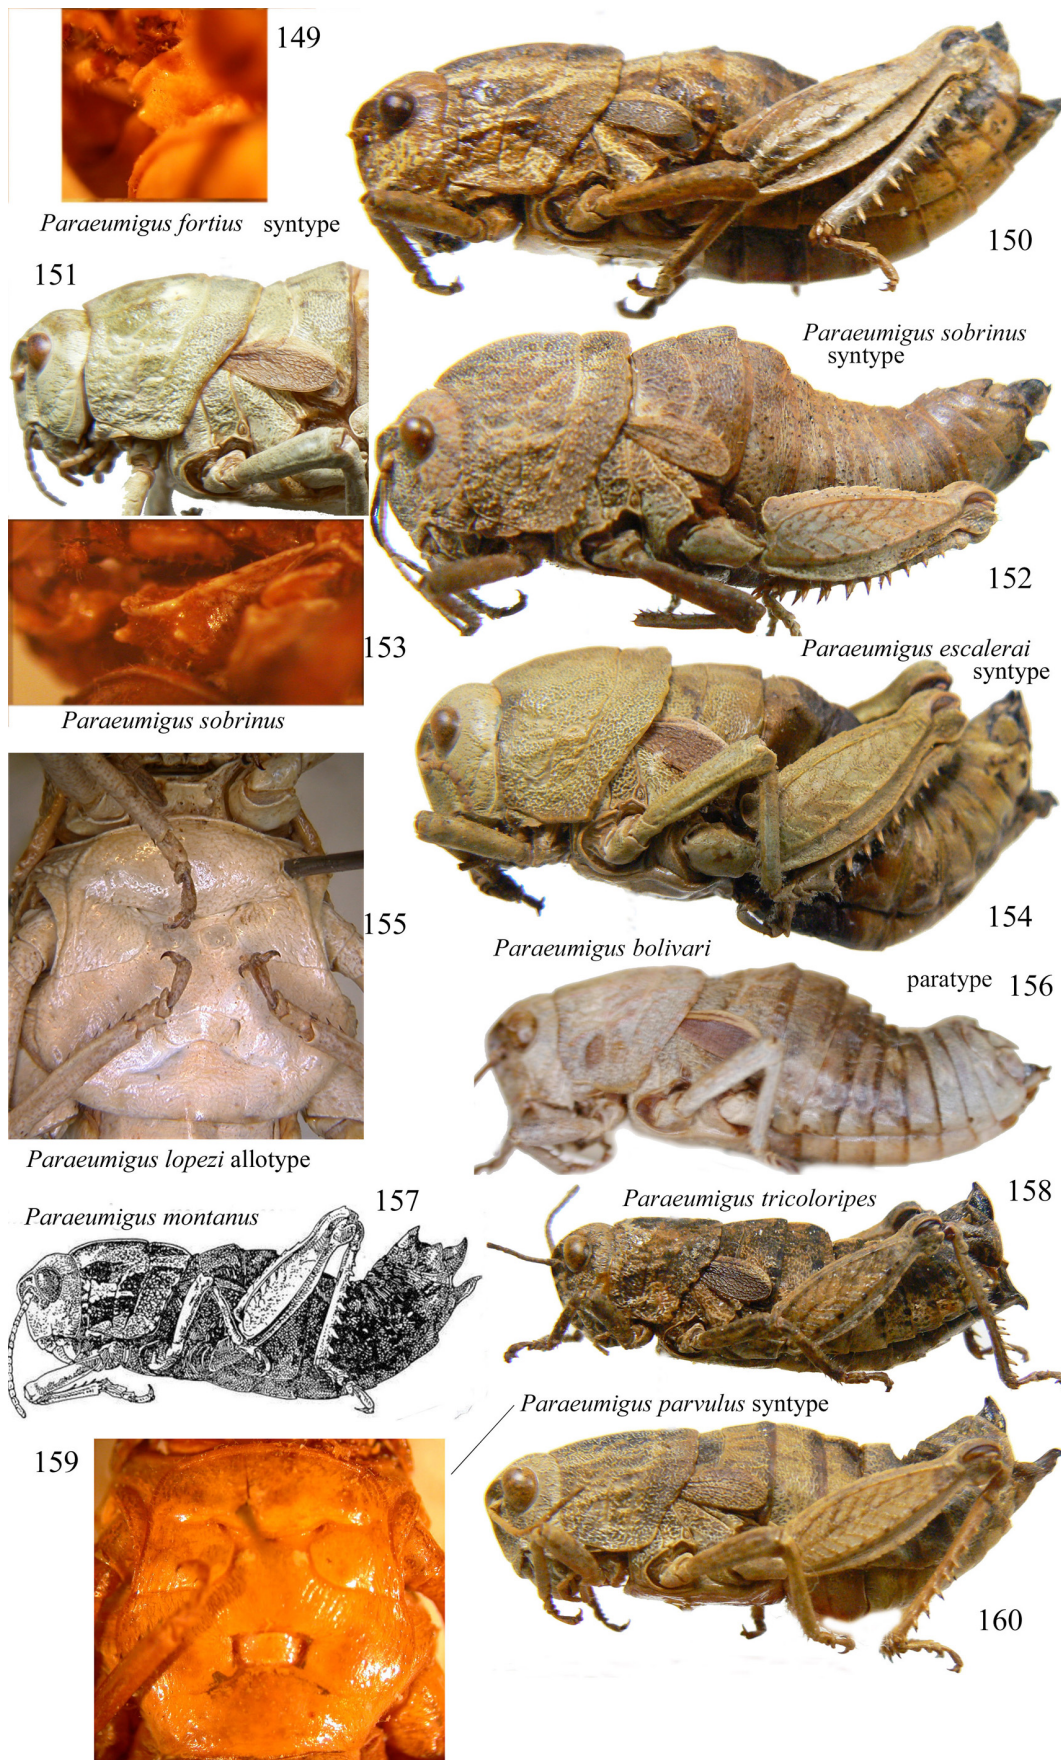 149
Paraeumigus fortius syntype
150
151
Paraeumigus sobrinus
syntype
152
153
Paraeumigus sobrinus
Paraeumigus escalerai
syntype
154
155
Paraeumigus bolivari
paratype 156
Paraeumigus lopezi allotype
157
Paraeumigus montanus
158
Paraeumigus tricoloripes
Paraeumigus parvulus syntype
159
160